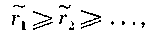 r̃₁ ⩾ r̃₂ ⩾ …,